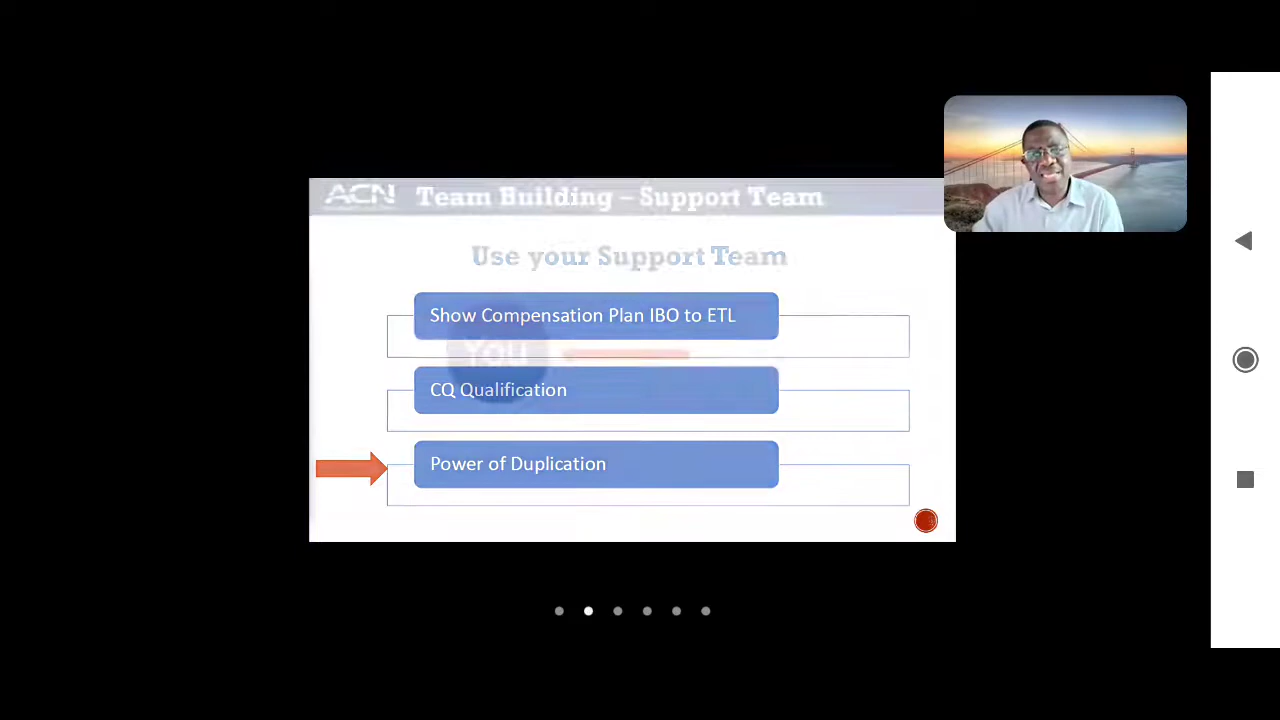 ACN Team Building – Support Team
Use your Support Team
Show Compensation Plan IBO to ETL
You
CQ Qualification
Power of Duplication